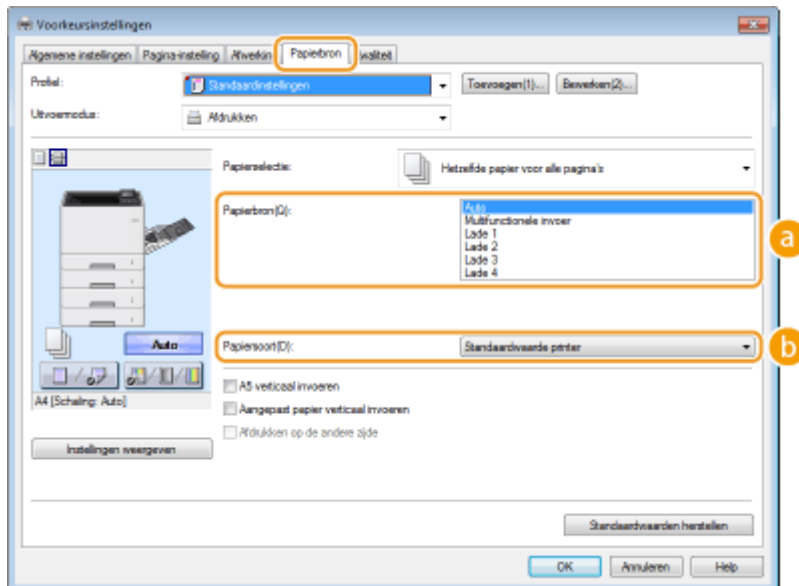 Voorkeursinstellingen
Algemene instellingen Pagina-instelling Afwerkin Papierbron waliteit
Profiel: Standaardinstellingen Toevoegen(1)... Bewerken(2)...
Uitvoermodus: Afdrukken
Papierselectie: Hetzelfde papier voor alle pagina's
Papierbron(Q): Auto
Multifunctionele invoer
Lade 1
Lade 2
Lade 3
Lade 4
a
Auto
Papiersoort(D): Standaardwaarde printer
b
A4 [Schaling: Auto]
A5 verticaal invoeren
Aangepast papier verticaal invoeren
Afdrukken op de andere zijde
Instellingen weergeven
Standaardwaarden herstellen
OK Annuleren Help